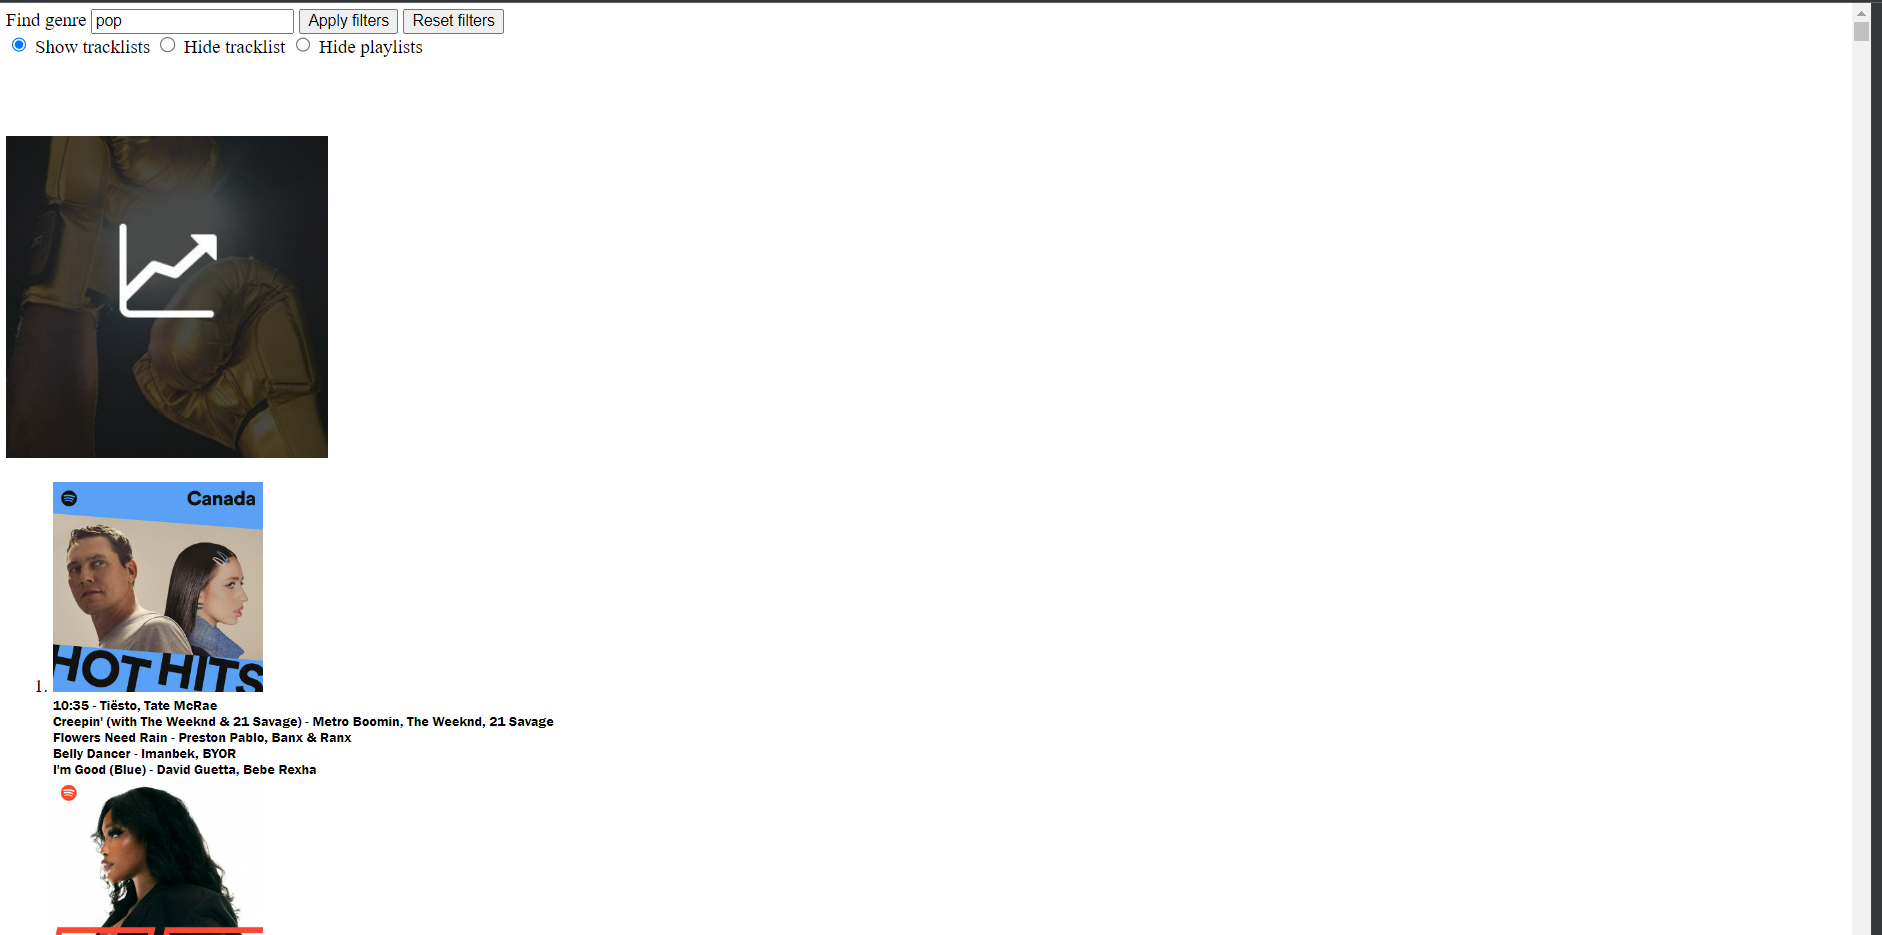 Find genre pop Apply filters Reset filters
Show tracklists Hide tracklist Hide playlists
Canada
HOT HITS
1.
10:35 - Tiësto, Tate McRae
Creepin' (with The Weeknd & 21 Savage) - Metro Boomin, The Weeknd, 21 Savage
Flowers Need Rain - Preston Pablo, Banx & Ranx
Belly Dancer - Imanbek, BYOR
I'm Good (Blue) - David Guetta, Bebe Rexha